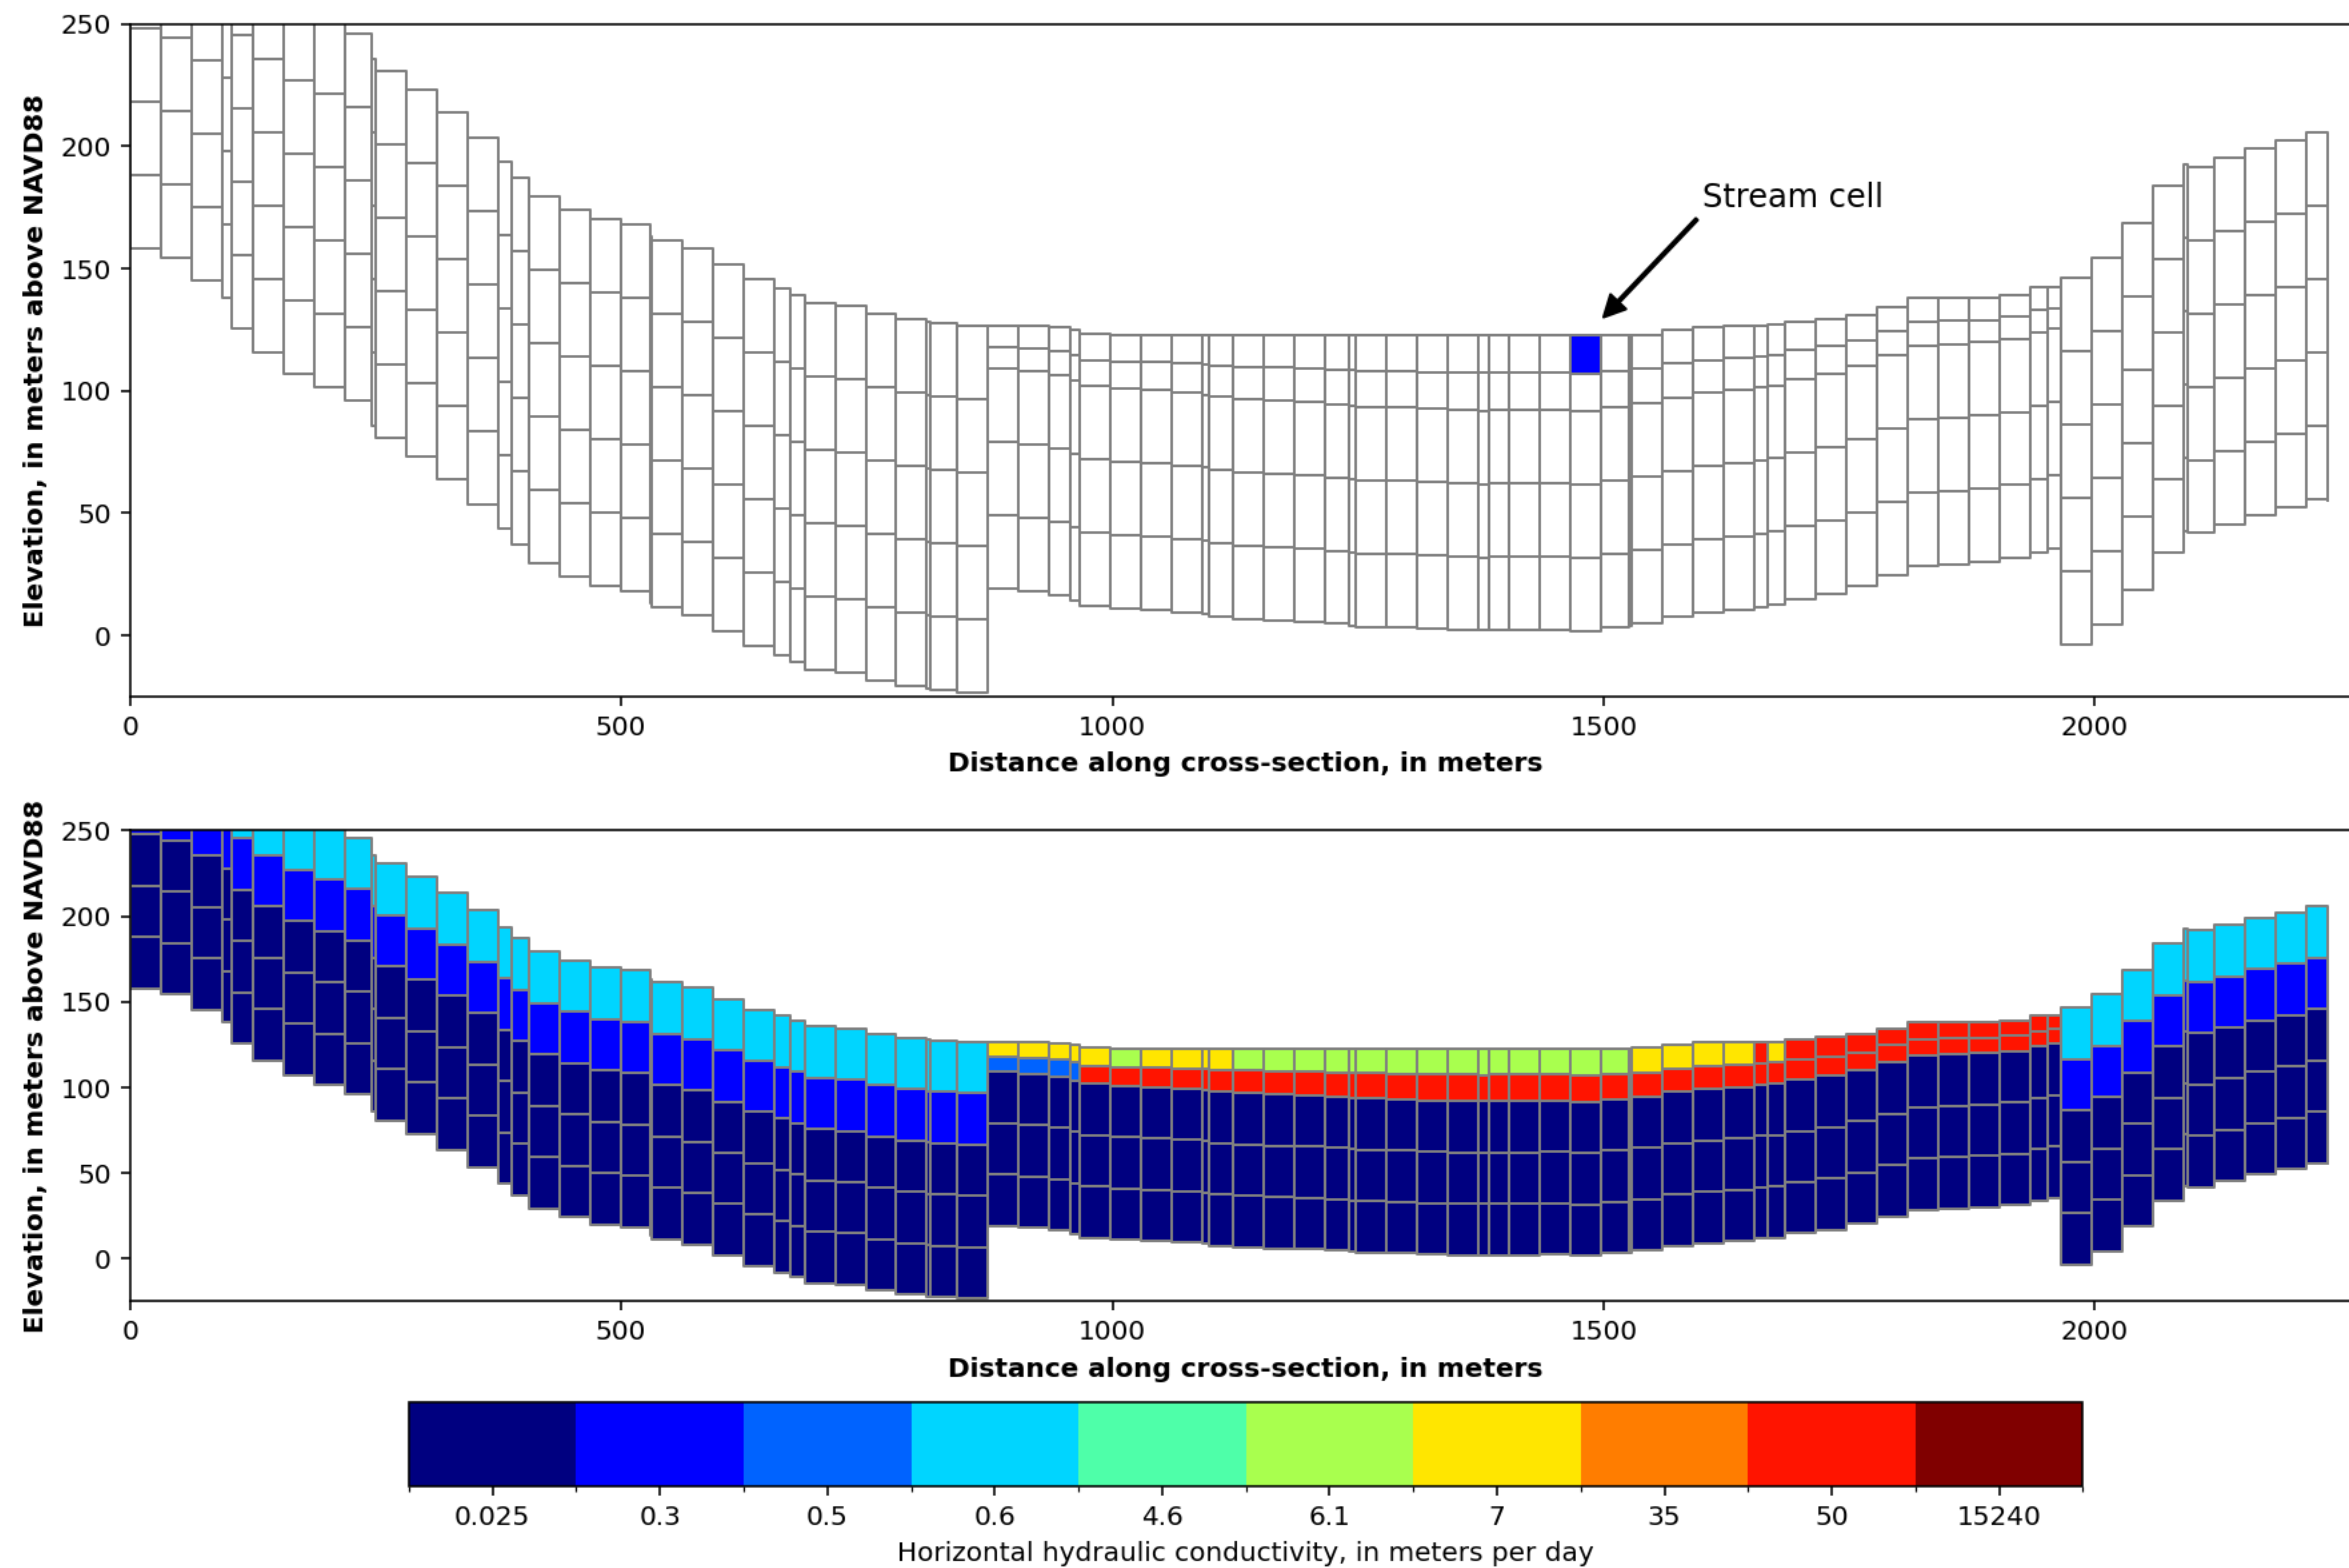 Elevation, in meters above NAVD88
250
200
150
100
50
0
Stream cell
0 500 1000 1500 2000
Distance along cross-section, in meters
Elevation, in meters above NAVD88
250
200
150
100
50
0
0 500 1000 1500 2000
Distance along cross-section, in meters
0.025 0.3 0.5 0.6 4.6 6.1 7 35 50 15240
Horizontal hydraulic conductivity, in meters per day